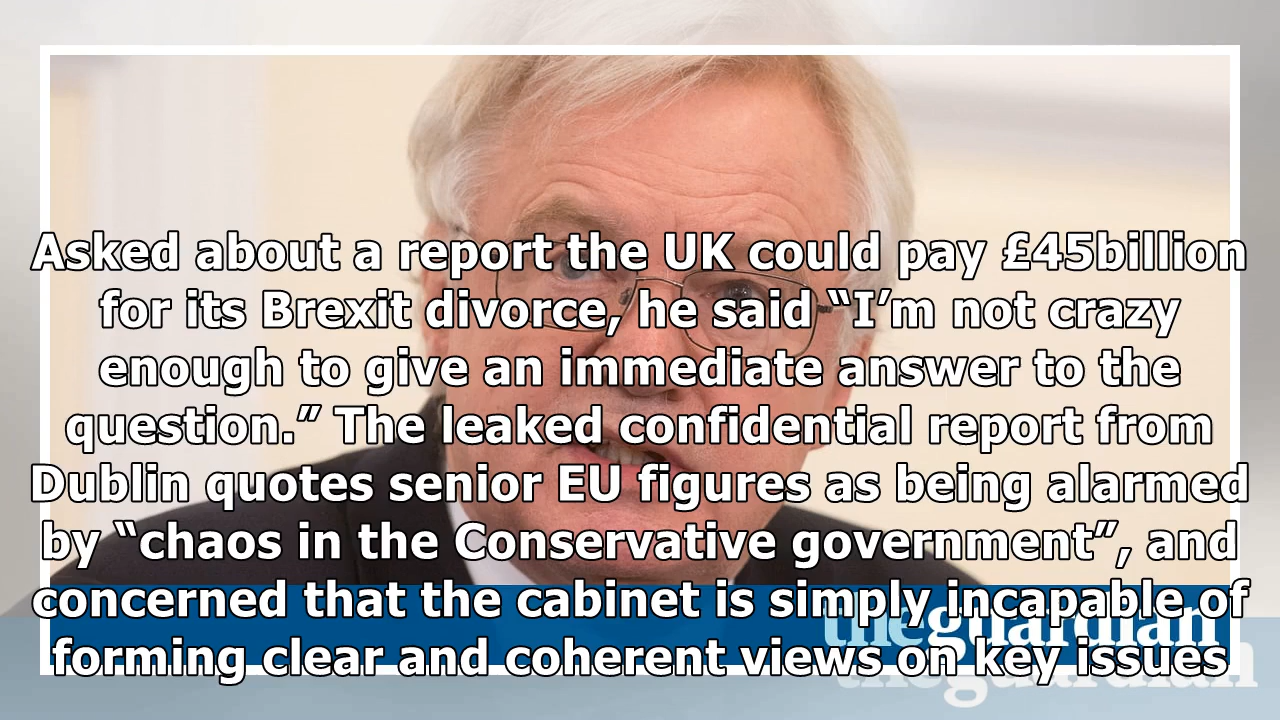 Asked about a report the UK could pay £45billion
for its Brexit divorce, he said “I’m not crazy
enough to give an immediate answer to the
question.” The leaked confidential report from
Dublin quotes senior EU figures as being alarmed
by “chaos in the Conservative government”, and
concerned that the cabinet is simply incapable of
forming clear and coherent views on key issues
theguardian
theguardian